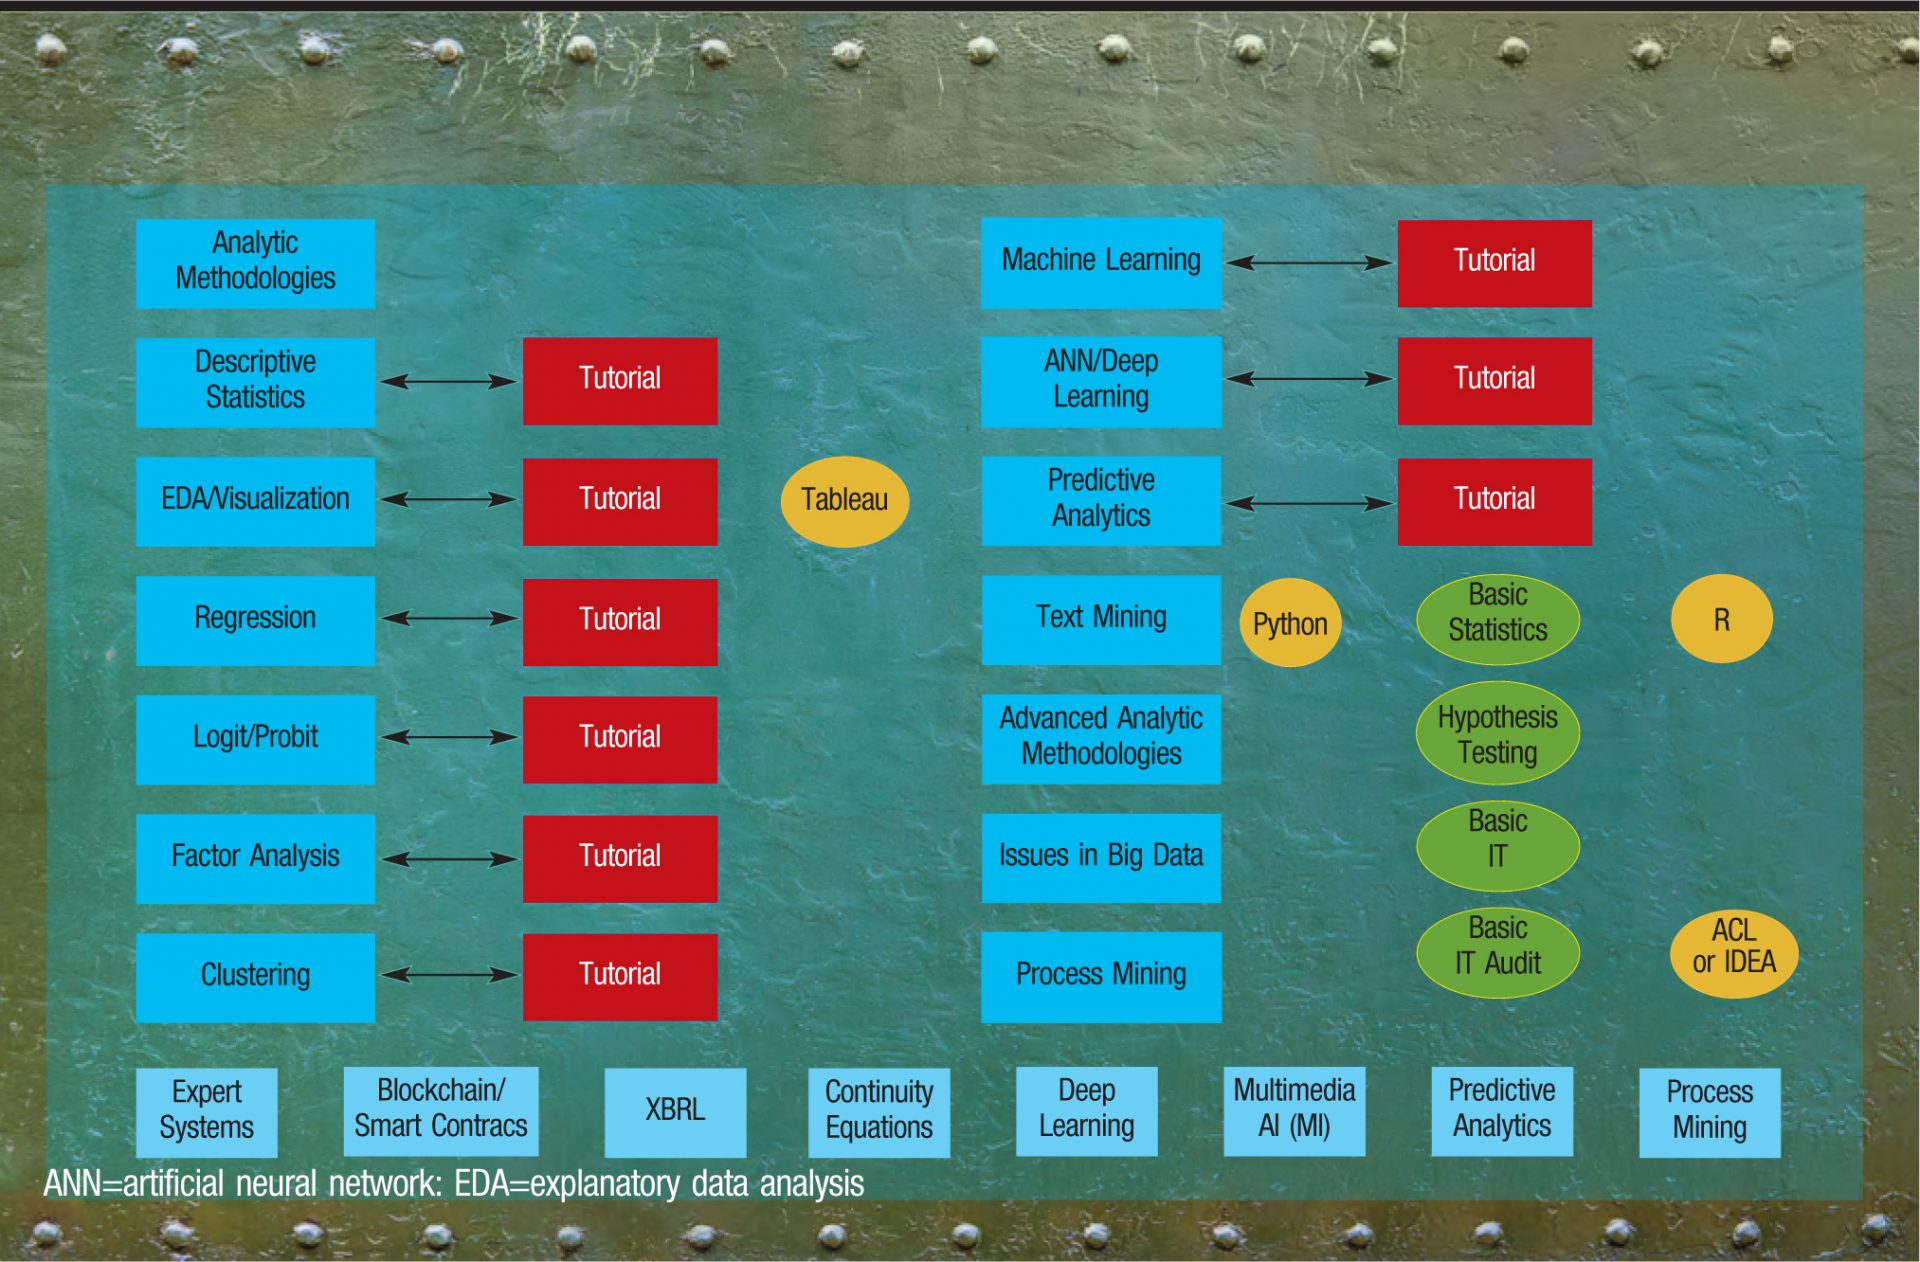 Analytic
Methodologies
Machine Learning
Tutorial
Descriptive
Statistics
Tutorial
ANN/Deep
Learning
Tutorial
EDA/Visualization
Tutorial
Tableau
Predictive
Analytics
Tutorial
Regression
Tutorial
Text Mining
Python
Basic
Statistics
R
Logit/Probit
Tutorial
Advanced Analytic
Methodologies
Hypothesis
Testing
Factor Analysis
Tutorial
Issues in Big Data
Basic
IT
Clustering
Tutorial
Process Mining
Basic
IT Audit
ACL
or IDEA
Expert
Systems
Blockchain/
Smart Contracs
XBRL
Continuity
Equations
Deep
Learning
Multimedia
AI (MI)
Predictive
Analytics
Process
Mining
ANN=artificial neural network: EDA=explanatory data analysis